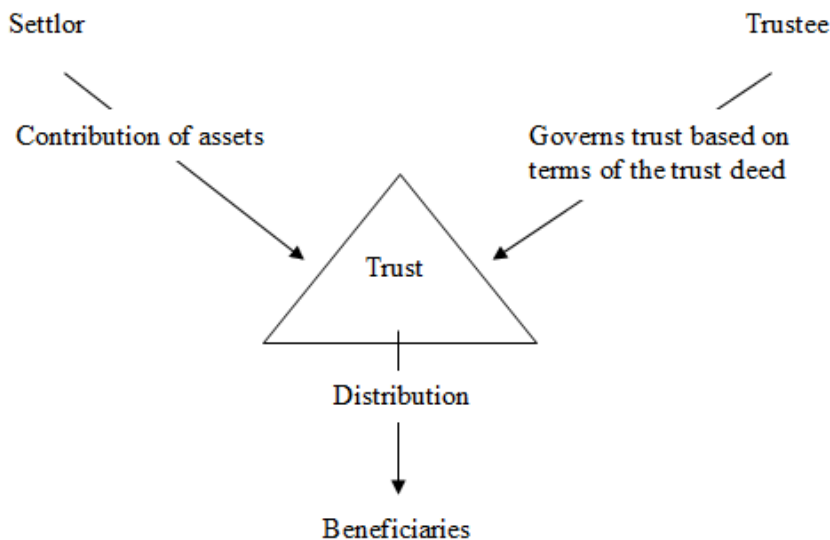 Settlor
Trustee
Contribution of assets
Governs trust based on
terms of the trust deed
Trust
Distribution
Beneficiaries